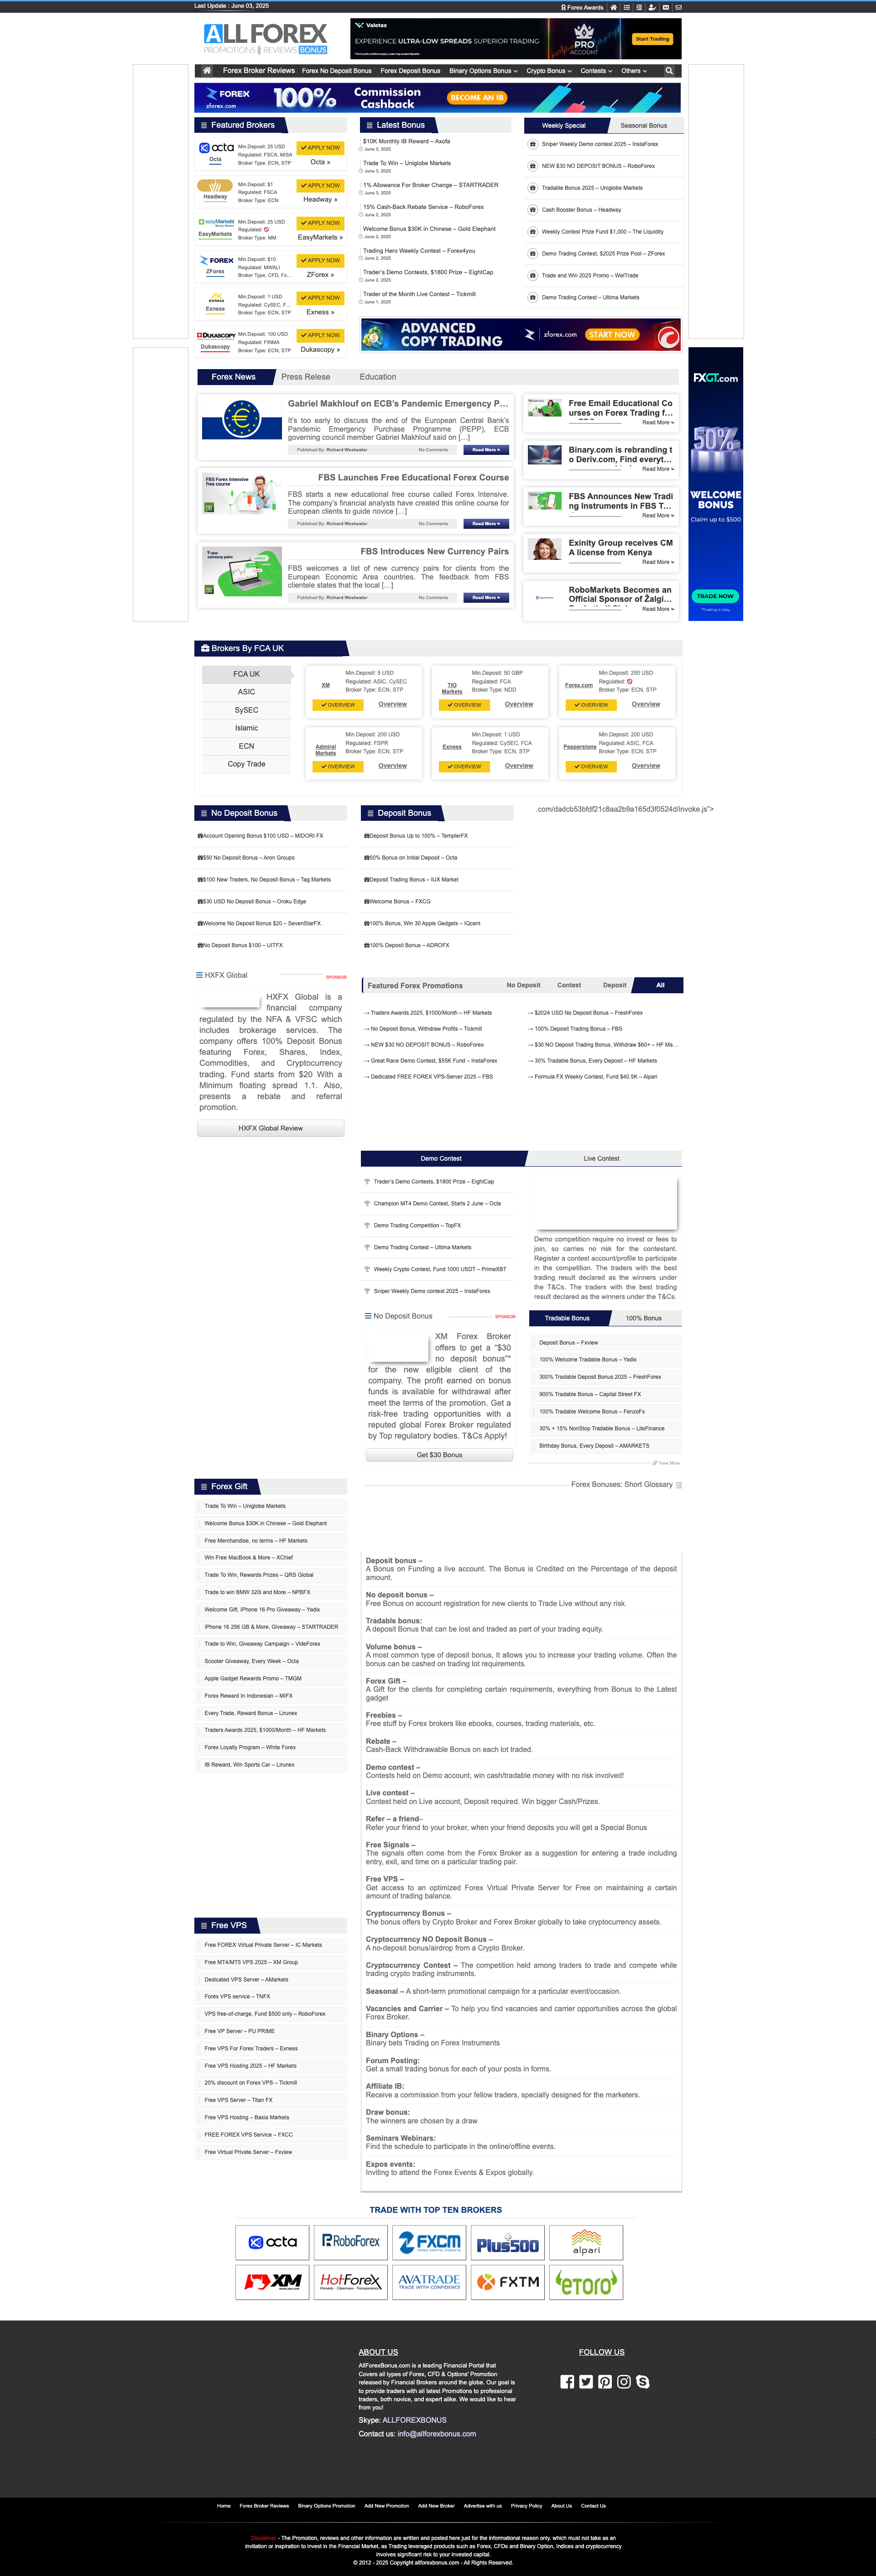 Last Update : June 03, 2025
Forex Awards
ALL FOREX
PROMOTIONS | REVIEWS BONUS
Valetax
EXPERIENCE ULTRA-LOW SPREADS SUPERIOR TRADING
PRO
ACCOUNT
Start Trading
Forex Broker Reviews Forex No Deposit Bonus Forex Deposit Bonus Binary Options Bonus Crypto Bonus Contests Others
FOREX
zforex.com
100% Commission
Cashback
BECOME AN IB
Featured Brokers
Octa
Min.Deposit: 25 USD
Regulated: FSCA, MISA
Broker Type: ECN, STP
APPLY NOW
Octa »
Headway
Min.Deposit: $1
Regulated: FSCA
Broker Type: ECN
APPLY NOW
Headway »
EasyMarkets
Min.Deposit: 25 USD
Regulated:
Broker Type: MM
APPLY NOW
EasyMarkets »
ZForex
Min.Deposit: $10
Regulated: MWALI
Broker Type: CFD, Fo…
APPLY NOW
ZForex »
Exness
Min.Deposit: 1 USD
Regulated: CySEC, F…
Broker Type: ECN, STP
APPLY NOW
Exness »
Dukascopy
Min.Deposit: 100 USD
Regulated: FINMA
Broker Type: ECN, STP
APPLY NOW
Dukascopy »
Latest Bonus
$10K Monthly IB Reward – Axofa
June 3, 2025
Trade To Win – Uniglobe Markets
June 3, 2025
1% Allowance For Broker Change – STARTRADER
June 3, 2025
15% Cash-Back Rebate Service – RoboForex
June 2, 2025
Welcome Bonus $30K in Chinese – Gold Elephant
June 2, 2025
Trading Hero Weekly Contest – Forex4you
June 2, 2025
Trader's Demo Contests, $1800 Prize – EightCap
June 2, 2025
Trader of the Month Live Contest – Tickmill
June 1, 2025
Weekly Special
Seasonal Bonus
Sniper Weekly Demo contest 2025 – InstaForex
NEW $30 NO DEPOSIT BONUS – RoboForex
Tradable Bonus 2025 – Uniglobe Markets
Cash Booster Bonus – Headway
Weekly Contest Prize Fund $1,000 – The Liquidity
Demo Trading Contest, $2025 Prize Pool – ZForex
Trade and Win 2025 Promo – WelTrade
Demo Trading Contest – Ultima Markets
ADVANCED
COPY TRADING
zforex.com
START NOW
Forex News
Press Relese
Education
Gabriel Makhlouf on ECB's Pandemic Emergency P…
It's too early to discuss the end of the European Central Bank's
Pandemic Emergency Purchase Programme (PEPP), ECB
governing council member Gabriel Makhlouf said on […]
Published By: Richard Westwater
No Comments
Read More
FBS Forex Intensive
free course
FBS Launches Free Educational Forex Course
FBS starts a new educational free course called Forex Intensive.
The company's financial analysts have created this online course for
European clients to guide novice […]
Published By: Richard Westwater
No Comments
Read More
7 new
currency pairs
FBS Introduces New Currency Pairs
FBS welcomes a list of new currency pairs for clients from the
European Economic Area countries. The feedback from FBS
clientele states that the local […]
Published By: Richard Westwater
No Comments
Read More
Free Email Educational Co
urses on Forex Trading f…
Read More
Binary.com is rebranding t
o Deriv.com, Find everyt…
Read More
FBS Announces New Tradi
ng Instruments in FBS T…
Read More
Exinity Group receives CM
A license from Kenya
Read More
RoboMarkets Becomes an
Official Sponsor of Žalgi…
Read More
FXGT.com
50%
WELCOME
BONUS
Claim up to $500
TRADE NOW
*Trading is risky
Brokers By FCA UK
FCA UK
ASIC
SySEC
Islamic
ECN
Copy Trade
XM
Min.Deposit: 5 USD
Regulated: ASIC, CySEC
Broker Type: ECN, STP
OVERVIEW
Overview
TIO
Markets
Min.Deposit: 50 GBP
Regulated: FCA
Broker Type: NDD
OVERVIEW
Overview
Forex.com
Min.Deposit: 250 USD
Regulated:
Broker Type: ECN, STP
OVERVIEW
Overview
Admiral
Markets
Min.Deposit: 200 USD
Regulated: FSPR
Broker Type: ECN, STP
OVERVIEW
Overview
Exness
Min.Deposit: 1 USD
Regulated: CySEC, FCA
Broker Type: ECN, STP
OVERVIEW
Overview
Pepperstone
Min.Deposit: 200 USD
Regulated: ASIC, FCA
Broker Type: ECN, STP
OVERVIEW
Overview
No Deposit Bonus
Account Opening Bonus $100 USD – MIDORI FX
$50 No Deposit Bonus – Aron Groups
$100 New Traders, No Deposit Bonus – Tag Markets
$30 USD No Deposit Bonus – Oroku Edge
Welcome No Deposit Bonus $20 – SevenStarFX
No Deposit Bonus $100 – UITFX
Deposit Bonus
Deposit Bonus Up to 100% – TemplerFX
50% Bonus on Initial Deposit – Octa
Deposit Trading Bonus – IUX Market
Welcome Bonus – FXCG
100% Bonus, Win 30 Apple Gedgets – IQcent
100% Deposit Bonus – ADROFX
.com/dadcb53bfdf21c8aa2b9a165d3f0524d/invoke.js">
HXFX Global
SPONSOR
HXFX Global is a
financial company
regulated by the NFA & VFSC which
includes brokerage services. The
company offers 100% Deposit Bonus
featuring Forex, Shares, Index,
Commodities, and Cryptocurrency
trading. Fund starts from $20 With a
Minimum floating spread 1.1. Also,
presents a rebate and referral
promotion.
HXFX Global Review
Featured Forex Promotions
No Deposit
Contest
Deposit
All
→ Traders Awards 2025, $1000/Month – HF Markets
→ No Deposit Bonus, Withdraw Profits – Tickmill
→ NEW $30 NO DEPOSIT BONUS – RoboForex
→ Great Race Demo Contest, $55K Fund – InstaForex
→ Dedicated FREE FOREX VPS-Server 2025 – FBS
→ $2024 USD No Deposit Bonus – FreshForex
→ 100% Deposit Trading Bonus – FBS
→ $30 NO Deposit Trading Bonus, Withdraw $60+ – HF Ma…
→ 30% Tradable Bonus, Every Deposit – HF Markets
→ Formula FX Weekly Contest, Fund $40.5K – Alpari
Demo Contest
Live Contest
Trader's Demo Contests, $1800 Prize – EightCap
Champion MT4 Demo Contest, Starts 2 June – Octa
Demo Trading Competition – TopFX
Demo Trading Contest – Ultima Markets
Weekly Crypto Contest, Fund 1000 USDT – PrimeXBT
Sniper Weekly Demo contest 2025 – InstaForex
Demo competition require no invest or fees to
join, so carries no risk for the contestant.
Register a contest account/profile to participate
in the competition. The traders with the best
trading result declared as the winners under
the T&Cs. The traders with the best trading
result declared as the winners under the T&Cs.
No Deposit Bonus
SPONSOR
XM Forex Broker
offers to get a "$30
no deposit bonus"*
for the new eligible client of the
company. The profit earned on bonus
funds is available for withdrawal after
meet the terms of the promotion. Get a
risk-free trading opportunities with a
reputed global Forex Broker regulated
by Top regulatory bodies. T&Cs Apply!
Get $30 Bonus
Tradable Bonus
100% Bonus
Deposit Bonus – Fxview
100% Welcome Tradable Bonus – Yadix
300% Tradable Deposit Bonus 2025 – FreshForex
900% Tradable Bonus – Capital Street FX
100% Tradable Welcome Bonus – FenzoFx
30% + 15% NonStop Tradable Bonus – LiteFinance
Birthday Bonus, Every Deposit – AMARKETS
View More
Forex Gift
Trade To Win – Uniglobe Markets
Welcome Bonus $30K in Chinese – Gold Elephant
Free Merchandise, no terms – HF Markets
Win Free MacBook & More – XChief
Trade To Win, Rewards Prizes – QRS Global
Trade to win BMW 320i and More – NPBFX
Welcome Gift, iPhone 16 Pro Giveaway – Yadix
iPhone 16 256 GB & More, Giveaway – STARTRADER
Trade to Win, Giveaway Campaign – VideForex
Scooter Giveaway, Every Week – Octa
Apple Gadget Rewards Promo – TMGM
Forex Reward In Indonesian – MiFX
Every Trade, Reward Bonus – Lirunex
Traders Awards 2025, $1000/Month – HF Markets
Forex Loyalty Program – White Forex
IB Reward, Win Sports Car – Lirunex
Free VPS
Free FOREX Virtual Private Server – IC Markets
Free MT4/MT5 VPS 2025 – XM Group
Dedicated VPS Server – AMarkets
Forex VPS service – TNFX
VPS free-of-charge, Fund $500 only – RoboForex
Free VP Server – PU PRIME
Free VPS For Forex Traders – Exness
Free VPS Hosting 2025 – HF Markets
20% discount on Forex VPS – Tickmill
Free VPS Server – Titan FX
Free VPS Hosting – Baxia Markets
FREE FOREX VPS Service – FXCC
Free Virtual Private Server – Fxview
Forex Bonuses: Short Glossary
Deposit bonus –
A Bonus on Funding a live account. The Bonus is Credited on the Percentage of the deposit
amount.
No deposit bonus –
Free Bonus on account registration for new clients to Trade Live without any risk.
Tradable bonus:
A deposit Bonus that can be lost and traded as part of your trading equity.
Volume bonus –
A most common type of deposit bonus, It allows you to increase your trading volume. Often the
bonus can be cashed on trading lot requirements.
Forex Gift –
A Gift for the clients for completing certain requirements, everything from Bonus to the Latest
gadget
Freebies –
Free stuff by Forex brokers like ebooks, courses, trading materials, etc.
Rebate –
Cash-Back Withdrawable Bonus on each lot traded.
Demo contest –
Contests held on Demo account, win cash/tradable money with no risk involved!
Live contest –
Contest held on Live account, Deposit required. Win bigger Cash/Prizes.
Refer – a friend–
Refer your friend to your broker, when your friend deposits you will get a Special Bonus
Free Signals –
The signals often come from the Forex Broker as a suggestion for entering a trade including
entry, exit, and time on a particular trading pair.
Free VPS –
Get access to an optimized Forex Virtual Private Server for Free on maintaining a certain
amount of trading balance.
Cryptocurrency Bonus –
The bonus offers by Crypto Broker and Forex Broker globally to take cryptocurrency assets.
Cryptocurrency NO Deposit Bonus –
A no-deposit bonus/airdrop from a Crypto Broker.
Cryptocurrency Contest – The competition held among traders to trade and compete while
trading crypto trading instruments.
Seasonal – A short-term promotional campaign for a particular event/occasion.
Vacancies and Carrier – To help you find vacancies and carrier opportunities across the global
Forex Broker.
Binary Options –
Binary bets Trading on Forex Instruments
Forum Posting:
Get a small trading bonus for each of your posts in forms.
Affiliate IB:
Receive a commission from your fellow traders, specially designed for the marketers.
Draw bonus:
The winners are chosen by a draw
Seminars Webinars:
Find the schedule to participate in the online/offline events.
Expos events:
Inviting to attend the Forex Events & Expos globally.
TRADE WITH TOP TEN BROKERS
octa
RoboForex
FXCM
Plus500
alpari
XM
HotForex
Honesty - Openness - Transparency
AVATRADE
TRADE WITH CONFIDENCE
FXTM
etoro
ABOUT US
AllForexBonus.com is a leading Financial Portal that
Covers all types of Forex, CFD & Options' Promotion
released by Financial Brokers around the globe. Our goal is
to provide traders with all latest Promotions to professional
traders, both novice, and expert alike. We would like to hear
from you!
Skype: ALLFOREXBONUS
Contact us: info@allforexbonus.com
FOLLOW US
Home Forex Broker Reviews Binary Options Promotion Add New Promotion Add New Broker Advertise with us Privacy Policy About Us Contact Us
Disclaimer - The Promotion, reviews and other information are written and posted here just for the informational reason only. which must not take as an
invitation or inspiration to invest in the Financial Market, as Trading leveraged products such as Forex, CFDs and Binary Option, Indices and cryptocurrency
involves significant risk to your invested capital.
© 2012 - 2025 Copyright allforexbonus.com - All Rights Reserved.